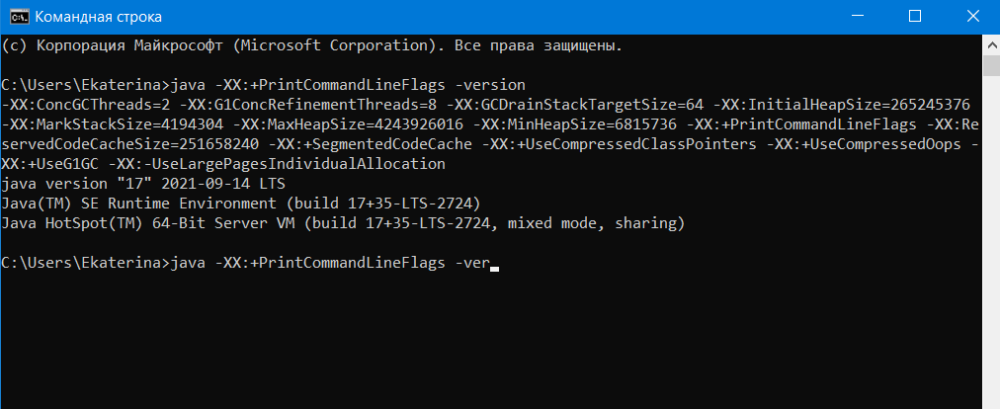 Командная строка
(c) Корпорация Майкрософт (Microsoft Corporation). Все права защищены.
C:\Users\Ekaterina>java -XX:+PrintCommandLineFlags -version
-XX:ConcGCThreads=2 -XX:G1ConcRefinementThreads=8 -XX:GCDrainStackTargetSize=64 -XX:InitialHeapSize=265245376
-XX:MarkStackSize=4194304 -XX:MaxHeapSize=4243926016 -XX:MinHeapSize=6815736 -XX:+PrintCommandLineFlags -XX:Re
servedCodeCacheSize=251658240 -XX:+SegmentedCodeCache -XX:+UseCompressedClassPointers -XX:+UseCompressedOops -
XX:+UseG1GC -XX:-UseLargePagesIndividualAllocation
java version "17" 2021-09-14 LTS
Java(TM) SE Runtime Environment (build 17+35-LTS-2724)
Java HotSpot(TM) 64-Bit Server VM (build 17+35-LTS-2724, mixed mode, sharing)
C:\Users\Ekaterina>java -XX:+PrintCommandLineFlags -ver